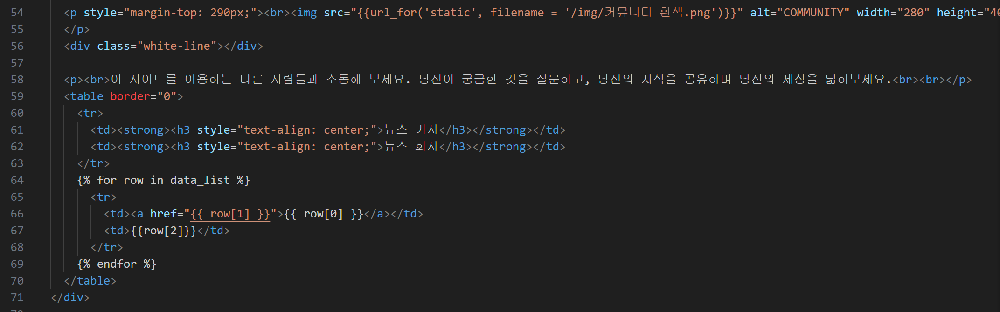 54 <p style="margin-top: 290px;"><br><img src="{{url_for('static', filename = '/img/커뮤니티 흰색.png')}}" alt="COMMUNITY" width="280" height="40
55 </p>
56 <div class="white-line"></div>
57
58 <p><br>이 사이트를 이용하는 다른 사람들과 소통해 보세요. 당신이 궁금한 것을 질문하고, 당신의 지식을 공유하며 당신의 세상을 넓혀보세요.<br><br></p>
59 <table border="0">
60 <tr>
61 <td><strong><h3 style="text-align: center;">뉴스 기사</h3></strong></td>
62 <td><strong><h3 style="text-align: center;">뉴스 회사</h3></strong></td>
63 </tr>
64 {% for row in data_list %}
65 <tr>
66 <td><a href="{{ row[1] }}">{{ row[0] }}</a></td>
67 <td>{{row[2]}}</td>
68 </tr>
69 {% endfor %}
70 </table>
71 </div>